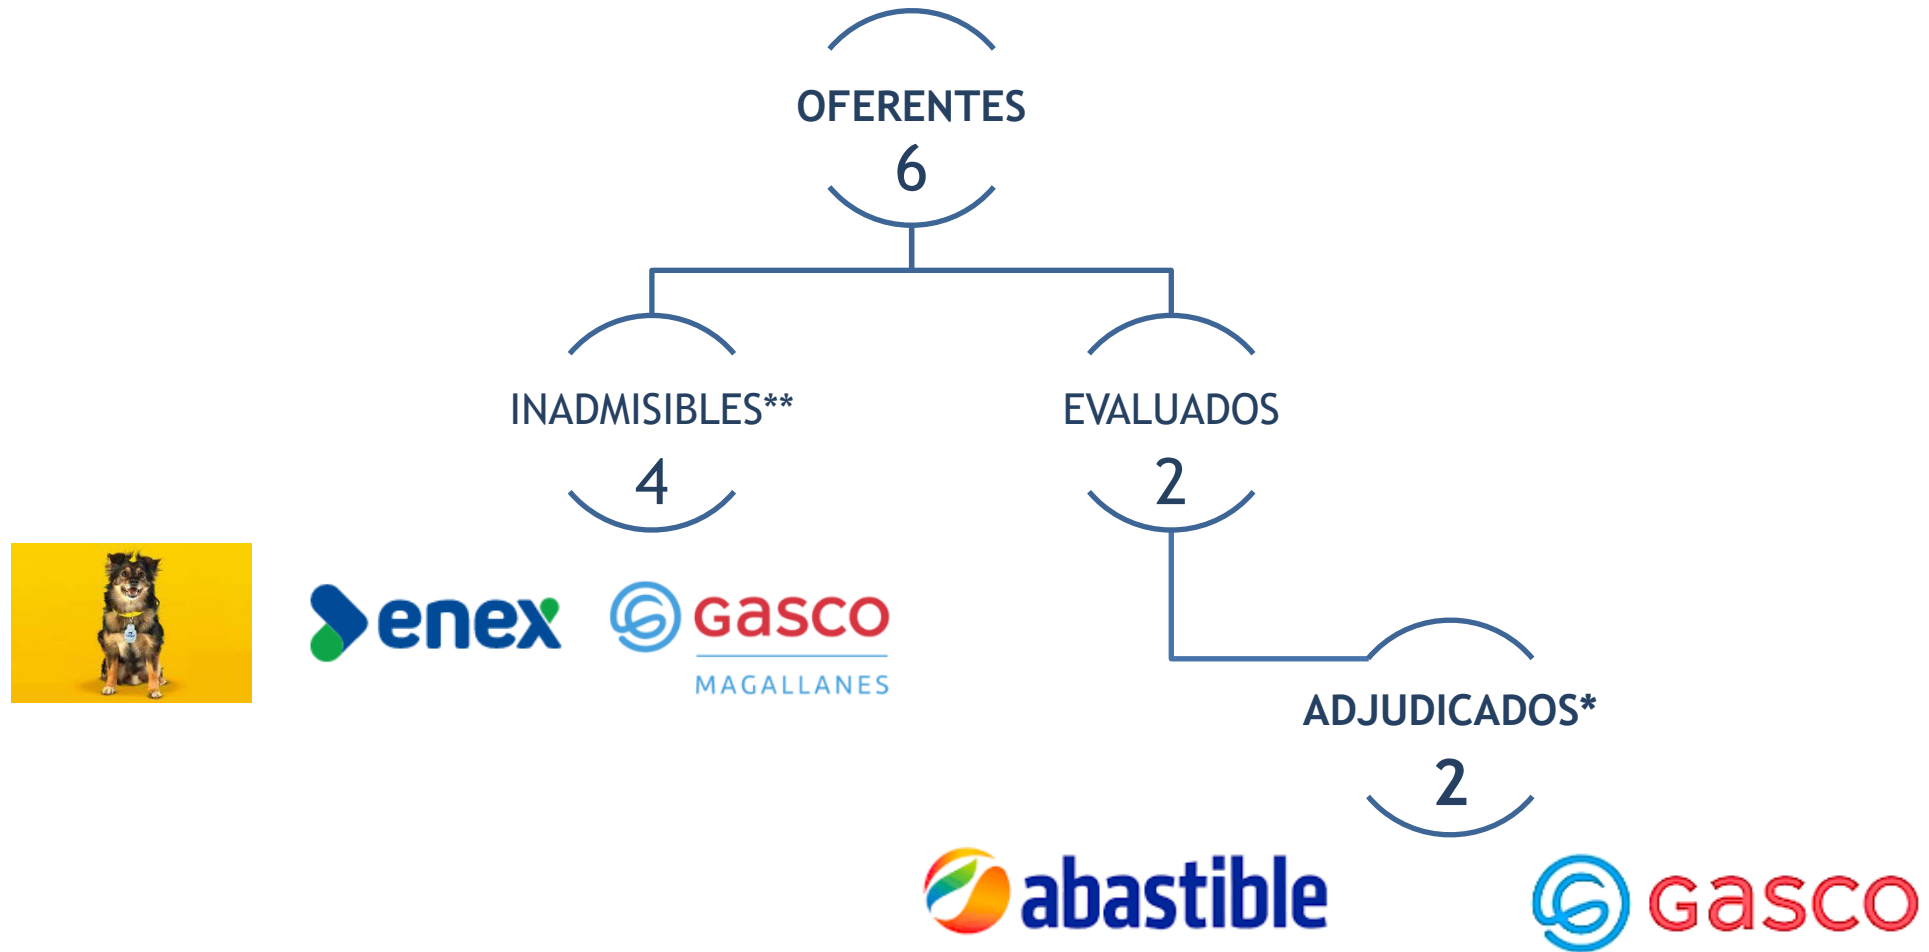 OFERENTES
6
INADMISIBLES**
4
EVALUADOS
2
enex
GASCO
MAGALLANES
ADJUDICADOS*
2
abastible
GASCO